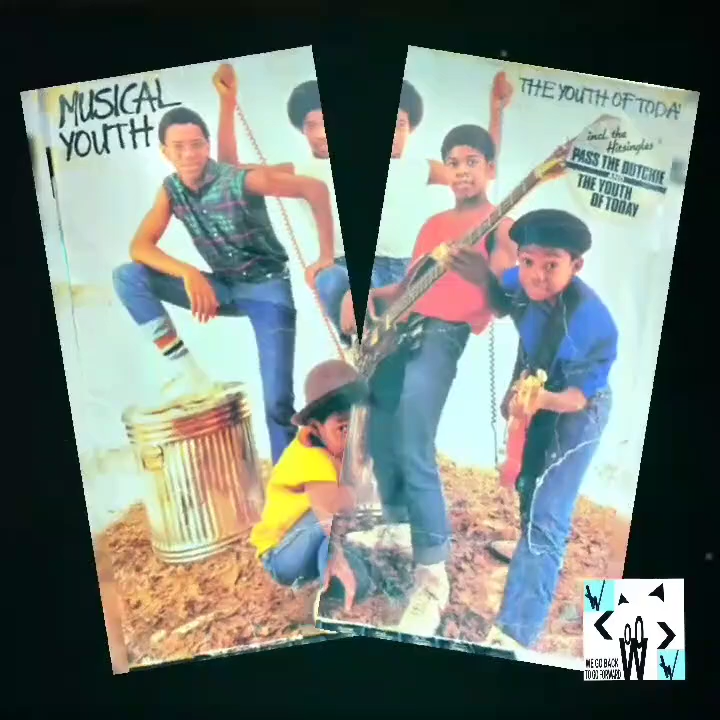 MUSICAL
YOUTH
THE YOUTH OF TODA
incl. the
Hitsingles
PASS THE DUTCHIE
AND
THE YOUTH
OF TODAY
WE GO BACK
TO GO FORWARD